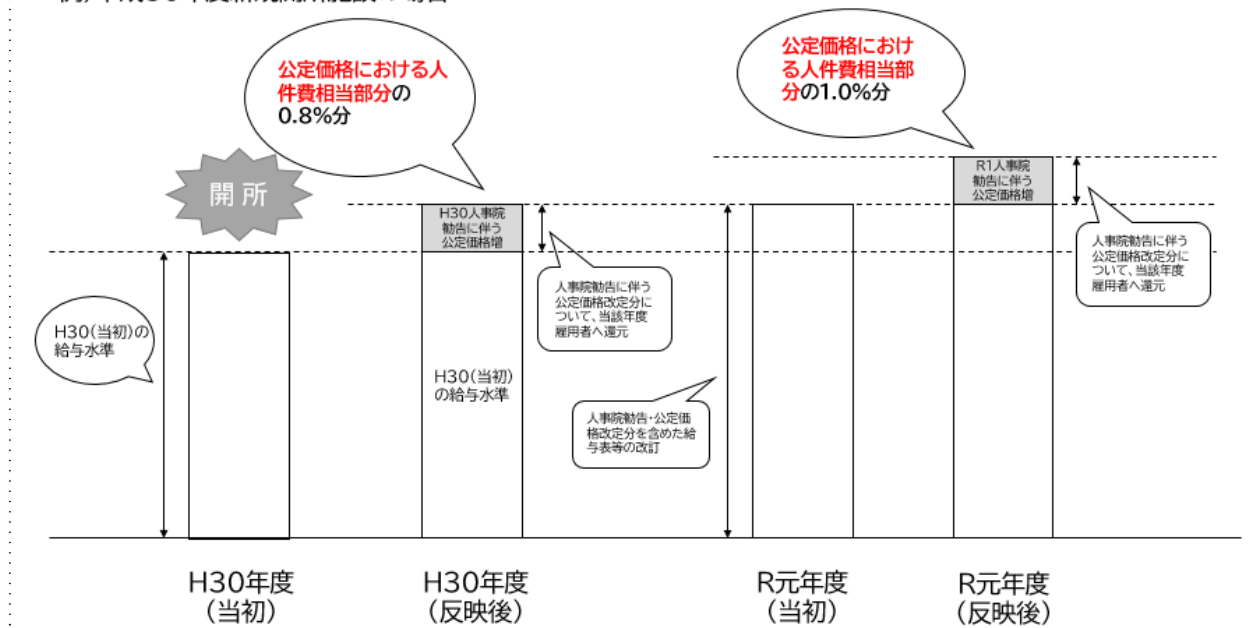 公定価格における人
件費相当部分の
0.8%分
公定価格におけ
る人件費相当部
分の1.0%分
開所
H30人事院
勧告に伴う
公定価格増
R1人事院
勧告に伴う
公定価格増
人事院勧告に伴う
公定価格改定分に
ついて、当該年度
雇用者へ還元
人事院勧告に伴う
公定価格改定分に
ついて、当該年度
雇用者へ還元
H30(当初)の
給与水準
H30(当初)
の給与水準
人事院勧告・公定価
格改定分を含めた給
与表等の改訂
H30年度
(当初)
H30年度
(反映後)
R元年度
(当初)
R元年度
(反映後)